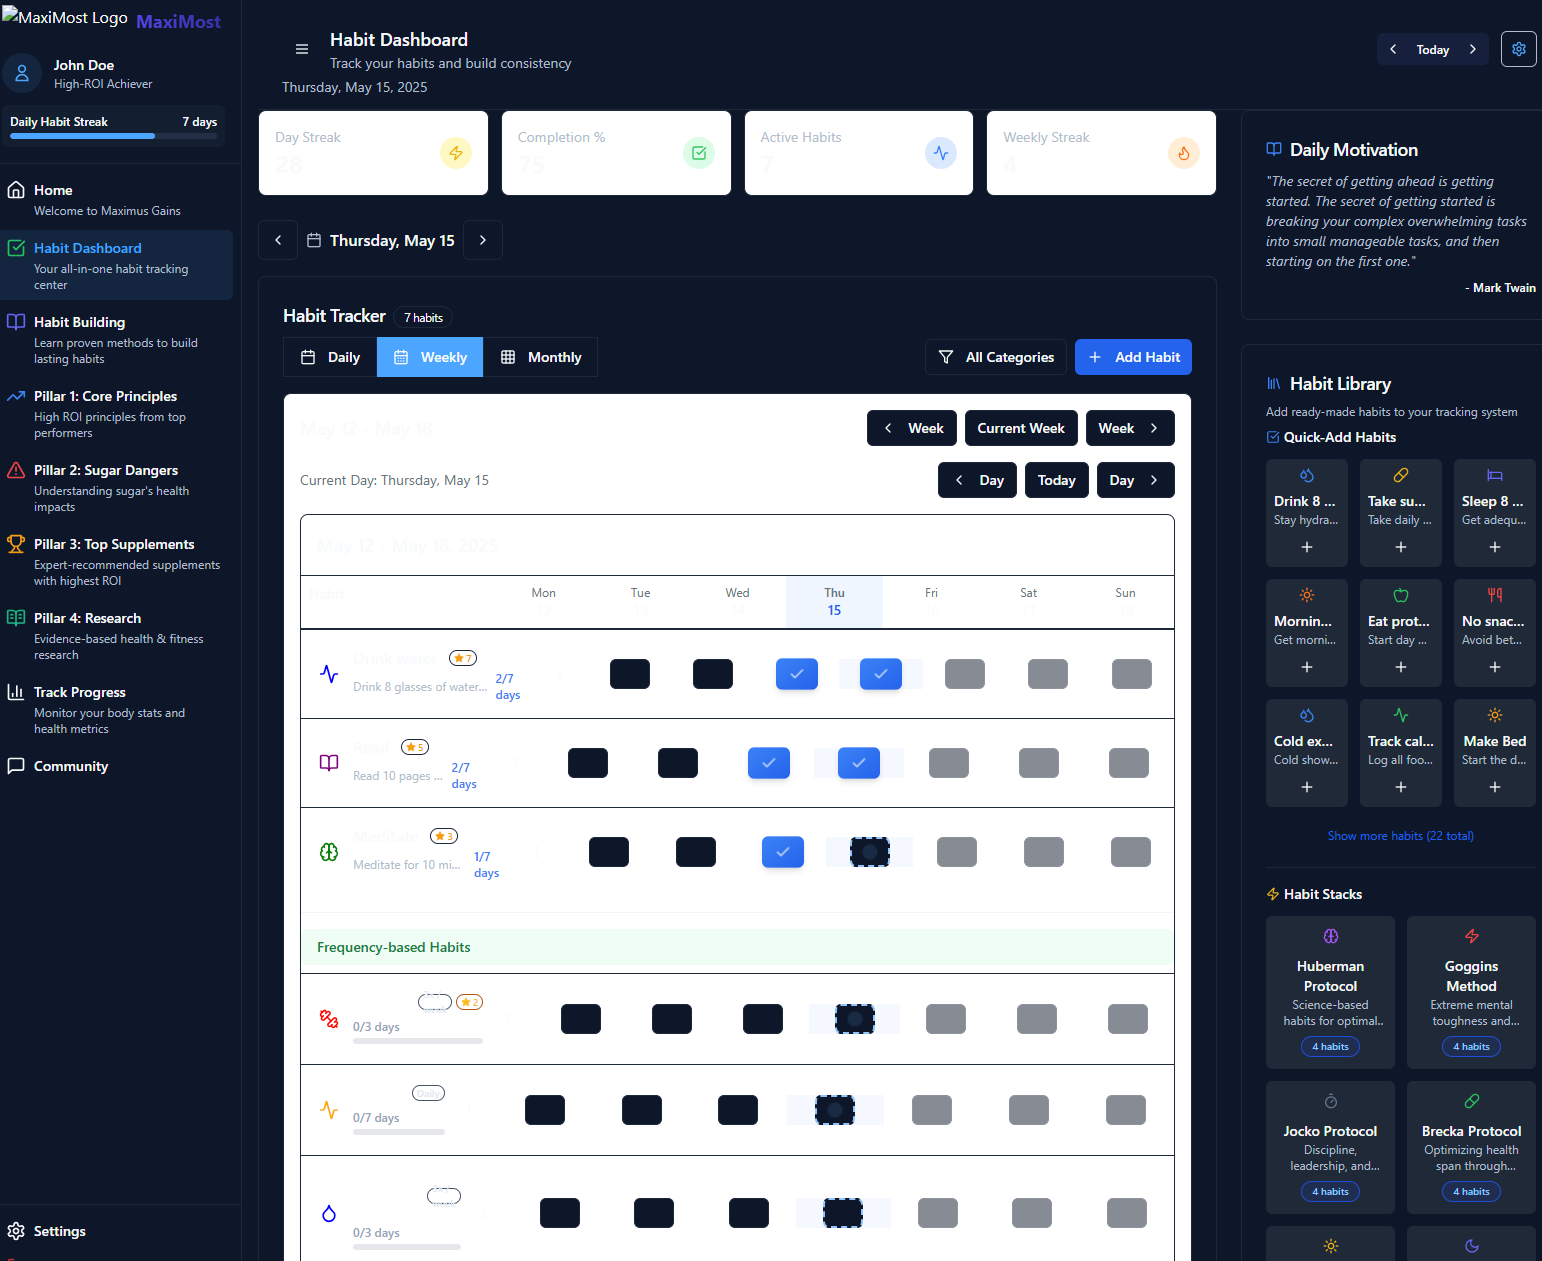 MaxiMost Logo MaxiMost
John Doe
High-ROI Achiever
Daily Habit Streak 7 days
Home
Welcome to Maximus Gains
Habit Dashboard
Your all-in-one habit tracking
center
Habit Building
Learn proven methods to build
lasting habits
Pillar 1: Core Principles
High ROI principles from top
performers
Pillar 2: Sugar Dangers
Understanding sugar's health
impacts
Pillar 3: Top Supplements
Expert-recommended supplements
with highest ROI
Pillar 4: Research
Evidence-based health & fitness
research
Track Progress
Monitor your body stats and
health metrics
Community
Settings
Habit Dashboard
Track your habits and build consistency
Thursday, May 15, 2025
Today
Day Streak
28
Completion %
75
Active Habits
7
Weekly Streak
4
Thursday, May 15
Habit Tracker 7 habits
Daily Weekly Monthly All Categories Add Habit
May 12 - May 18 Week Current Week Week
Current Day: Thursday, May 15 Day Today Day
May 12 - May 18, 2025
Habit Mon Tue Wed Thu Fri Sat Sun
15
Drink water 7
Drink 8 glasses of water... 2/7
days
Read 5
Read 10 pages ... 2/7
days
Meditate 3
Meditate for 10 mi... 1/7
days
Frequency-based Habits
2
0/3 days
Daily
0/7 days
0/3 days
Daily Motivation
"The secret of getting ahead is getting
started. The secret of getting started is
breaking your complex overwhelming tasks
into small manageable tasks, and then
starting on the first one."
- Mark Twain
Habit Library
Add ready-made habits to your tracking system
Quick-Add Habits
Drink 8 ... Take su... Sleep 8 ...
Stay hydra... Take daily ... Get adequ...
Mornin... Eat prot... No snac...
Get morni... Start day ... Avoid bet...
Cold ex... Track cal... Make Bed
Cold show... Log all foo... Start the d...
Show more habits (22 total)
Habit Stacks
Huberman
Protocol
Science-based
habits for optimal..
4 habits
Goggins
Method
Extreme mental
toughness and...
4 habits
Jocko Protocol
Discipline,
leadership, and...
4 habits
Brecka Protocol
Optimizing health
span through...
4 habits